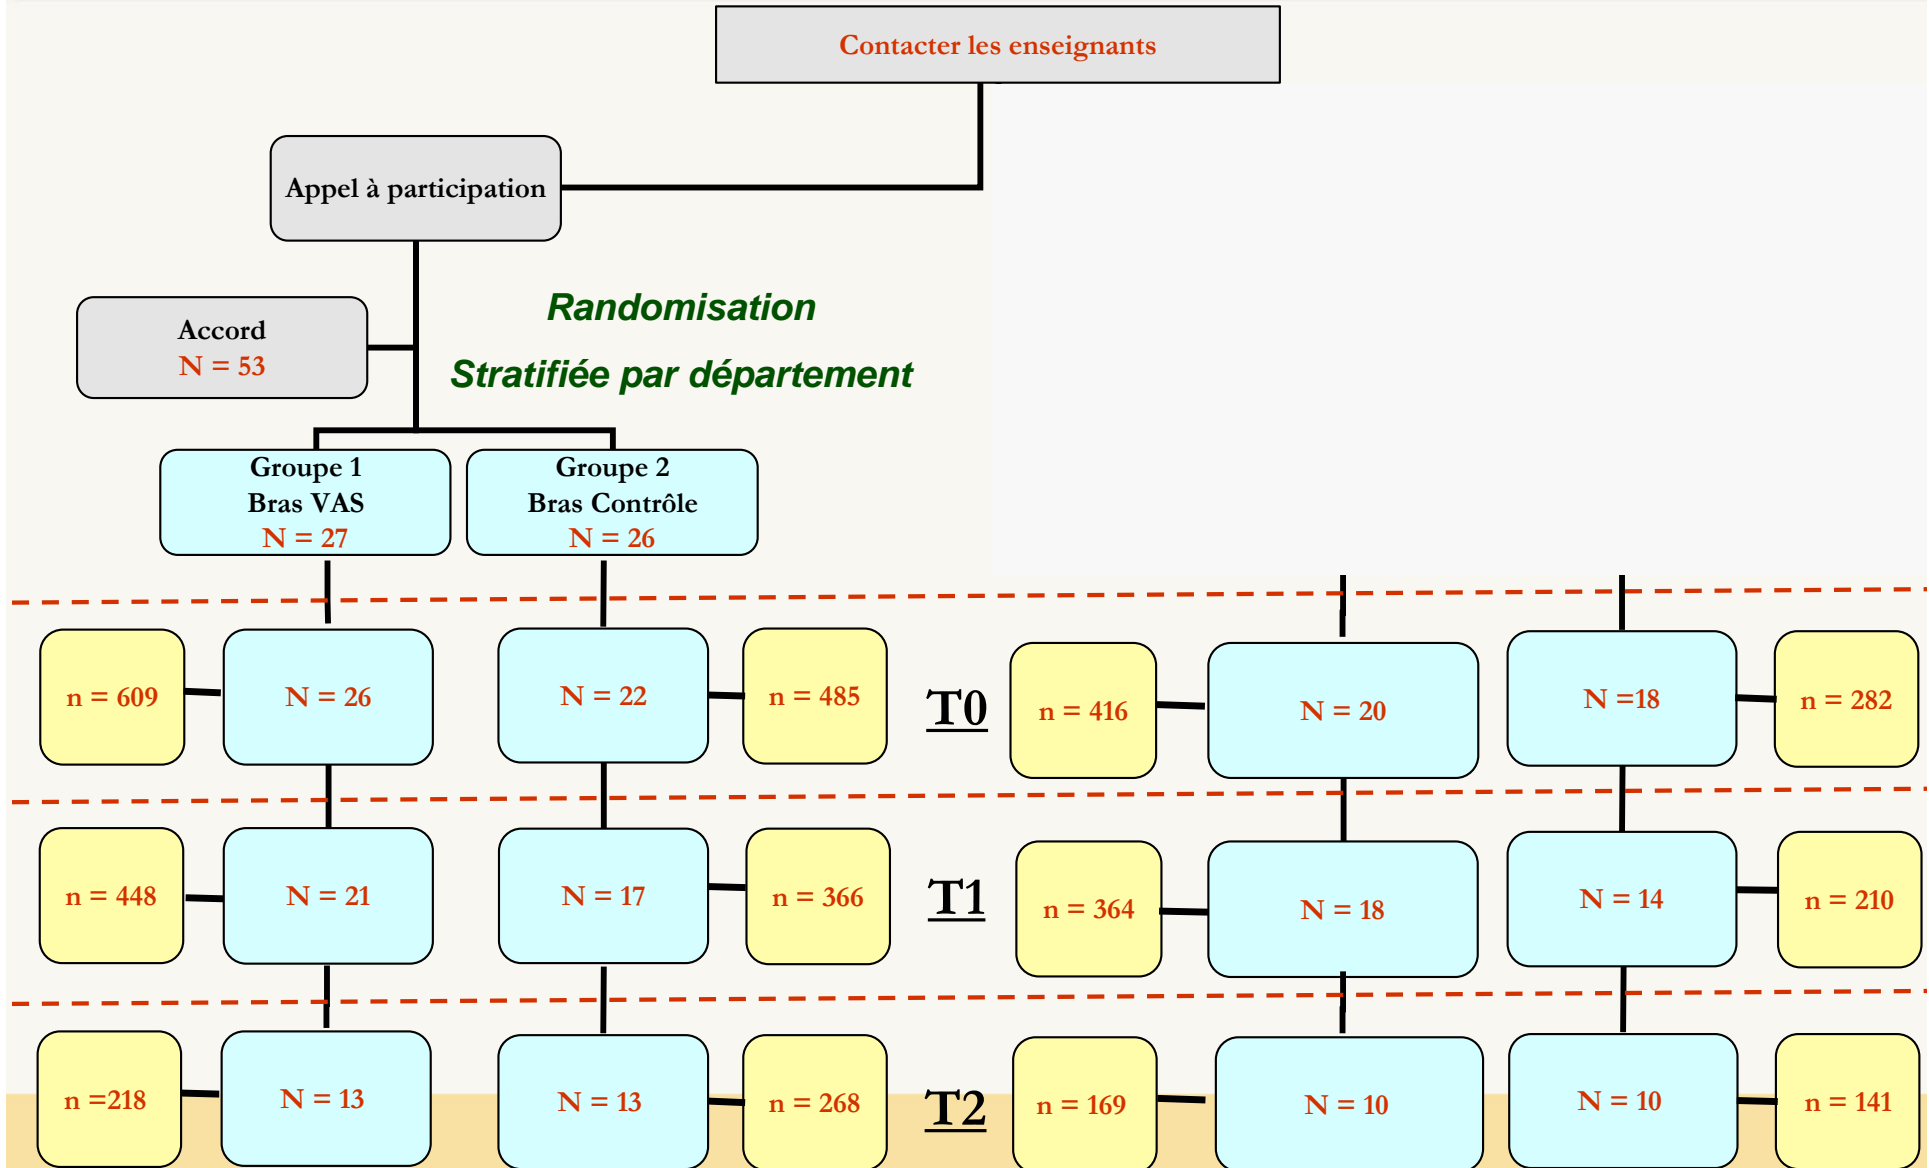 Contacter les enseignants
Appel à participation
Randomisation
Stratifiée par département
Accord
N = 53
Groupe 1
Bras VAS
N = 27
Groupe 2
Bras Contrôle
N = 26
n = 609
N = 26
N = 22
n = 485
T0
n = 416
N = 20
N =18
n = 282
n = 448
N = 21
N = 17
n = 366
T1
n = 364
N = 18
N = 14
n = 210
n =218
N = 13
N = 13
n = 268
T2
n = 169
N = 10
N = 10
n = 141